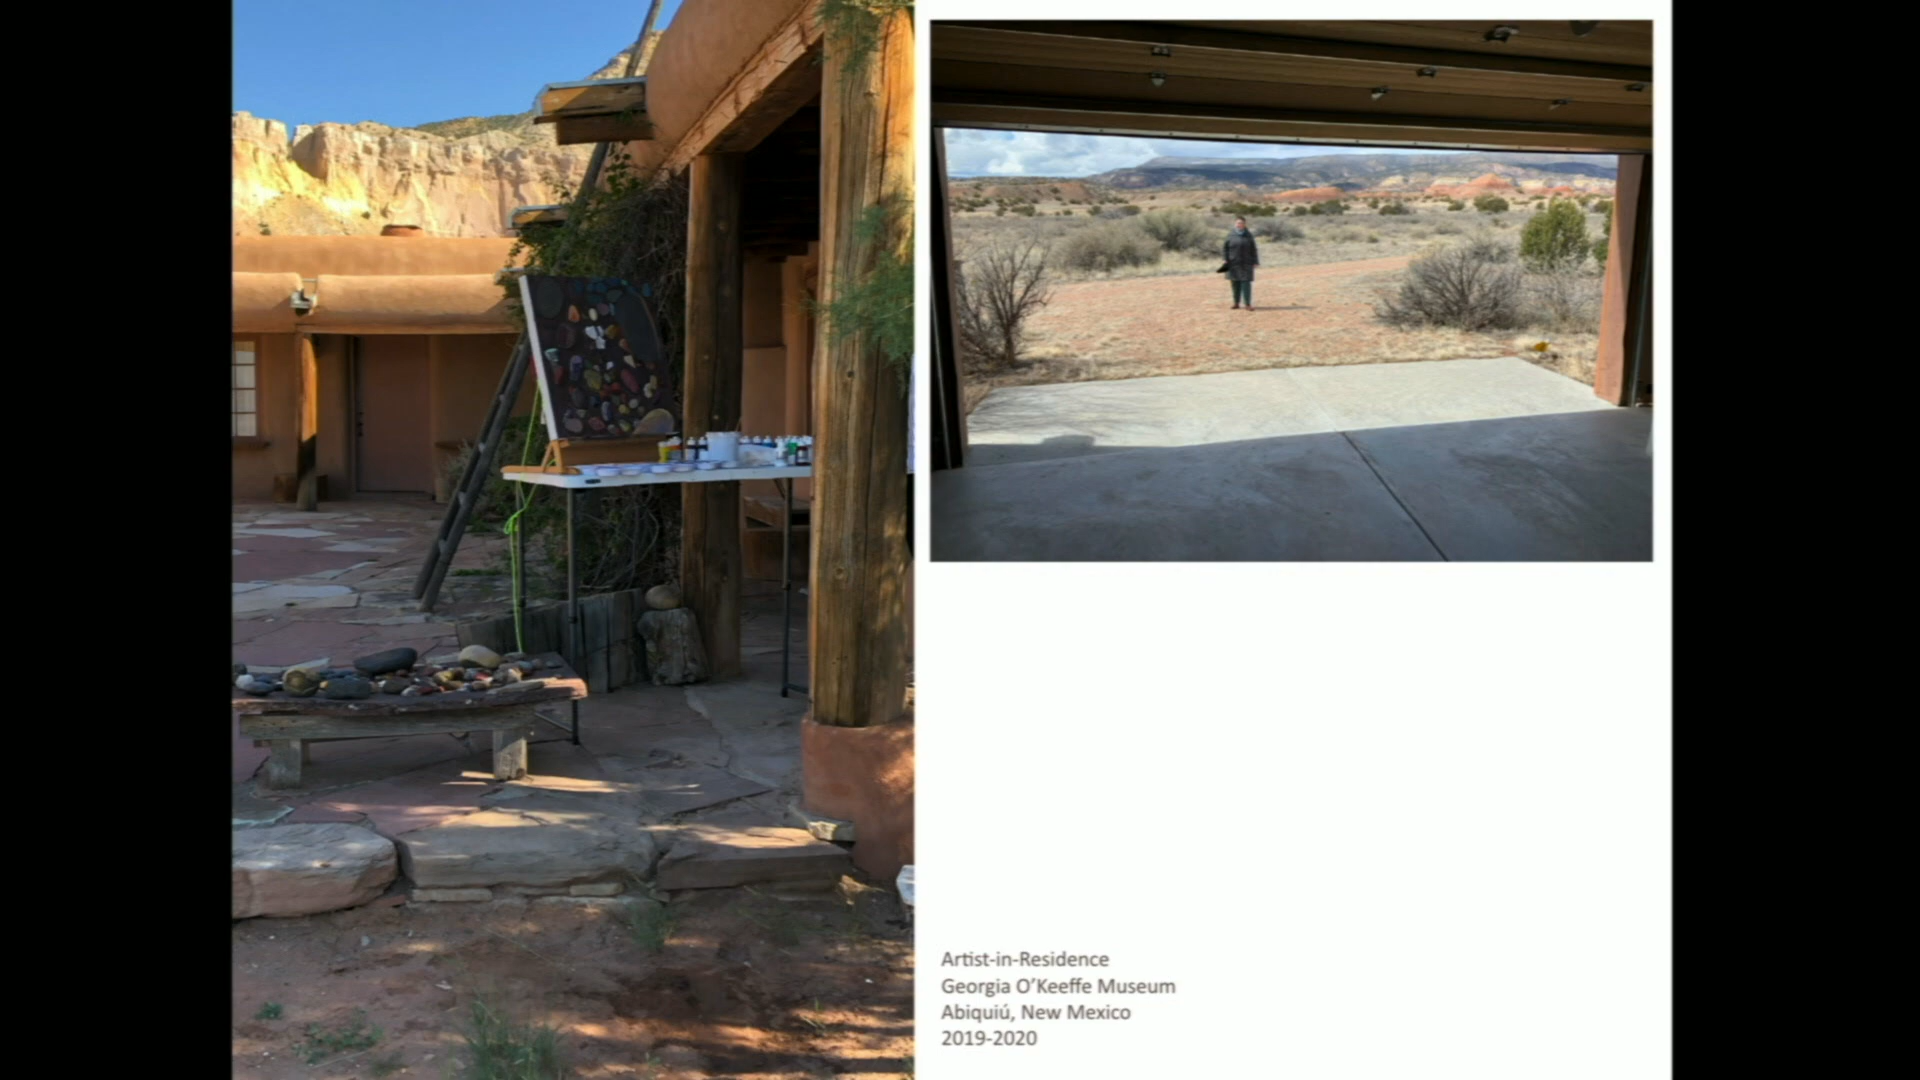 Artist-in-Residence
Georgia O’Keeffe Museum
Abiquiú, New Mexico
2019-2020